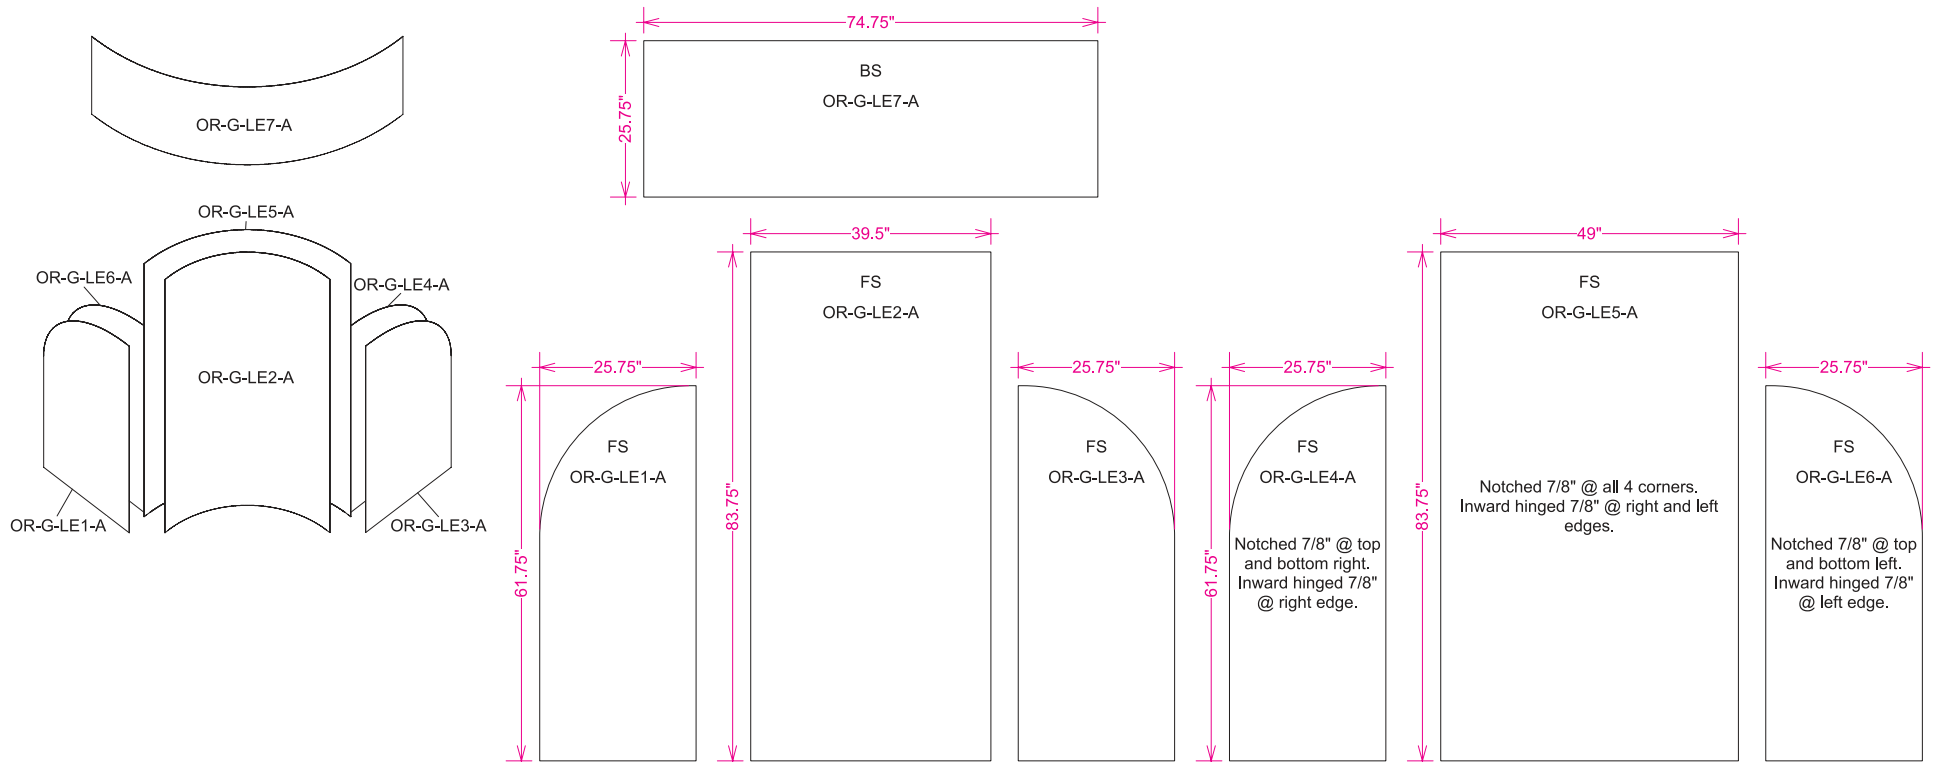 OR-G-LE7-A
OR-G-LE5-A
OR-G-LE6-A
OR-G-LE4-A
OR-G-LE2-A
OR-G-LE1-A
OR-G-LE3-A
74.75"
25.75"
BS
OR-G-LE7-A
25.75"
61.75"
FS
OR-G-LE1-A
39.5"
83.75"
FS
OR-G-LE2-A
25.75"
FS
OR-G-LE3-A
25.75"
61.75"
FS
OR-G-LE4-A
Notched 7/8" @ top
and bottom right.
Inward hinged 7/8"
@ right edge.
49"
83.75"
FS
OR-G-LE5-A
Notched 7/8" @ all 4 corners.
Inward hinged 7/8" @ right and left
edges.
25.75"
FS
OR-G-LE6-A
Notched 7/8" @ top
and bottom left.
Inward hinged 7/8"
@ left edge.